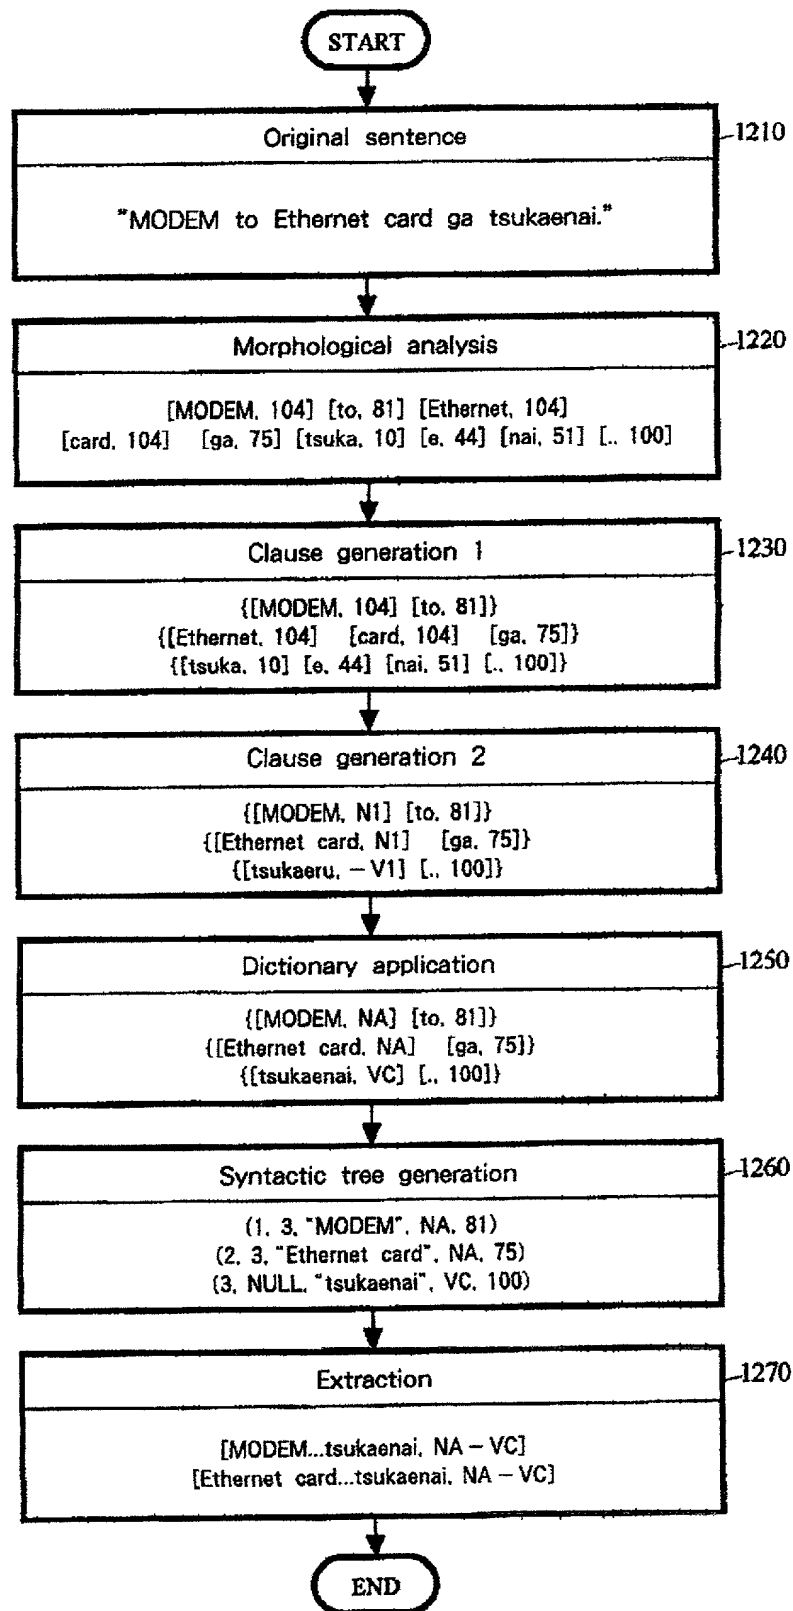 START
Original sentence
1210
"MODEM to Ethernet card ga tsukaenai."
Morphological analysis
1220
[MODEM, 104] [to, 81] [Ethernet, 104]
[card, 104] [ga, 75] [tsuka, 10] [e, 44] [nai, 51] [., 100]
Clause generation 1
1230
{[MODEM, 104] [to, 81]}
{[Ethernet, 104] [card, 104] [ga, 75]}
{[tsuka, 10] [e, 44] [nai, 51] [., 100]}
Clause generation 2
1240
{[MODEM, N1] [to, 81]}
{[Ethernet card, N1] [ga, 75]}
{[tsukaeru, −V1] [., 100]}
Dictionary application
1250
{[MODEM, NA] [to, 81]}
{[Ethernet card, NA] [ga, 75]}
{[tsukaenai, VC] [., 100]}
Syntactic tree generation
1260
(1, 3, "MODEM", NA, 81)
(2, 3, "Ethernet card", NA, 75)
(3, NULL, "tsukaenai", VC, 100)
Extraction
1270
[MODEM...tsukaenai, NA − VC]
[Ethernet card...tsukaenai, NA − VC]
END